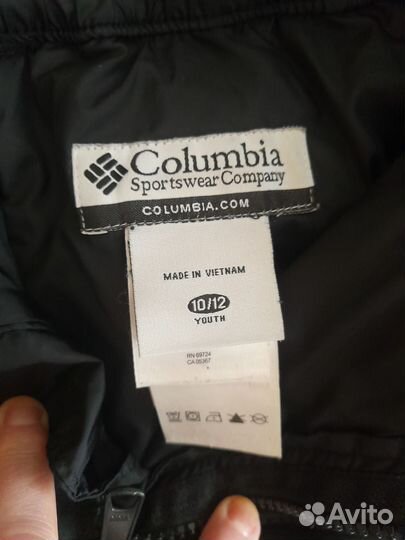 Columbia
Sportswear Company
COLUMBIA.COM
MADE IN VIETNAM
10/12
YOUTH
RN 69724
CA 05367
Avito